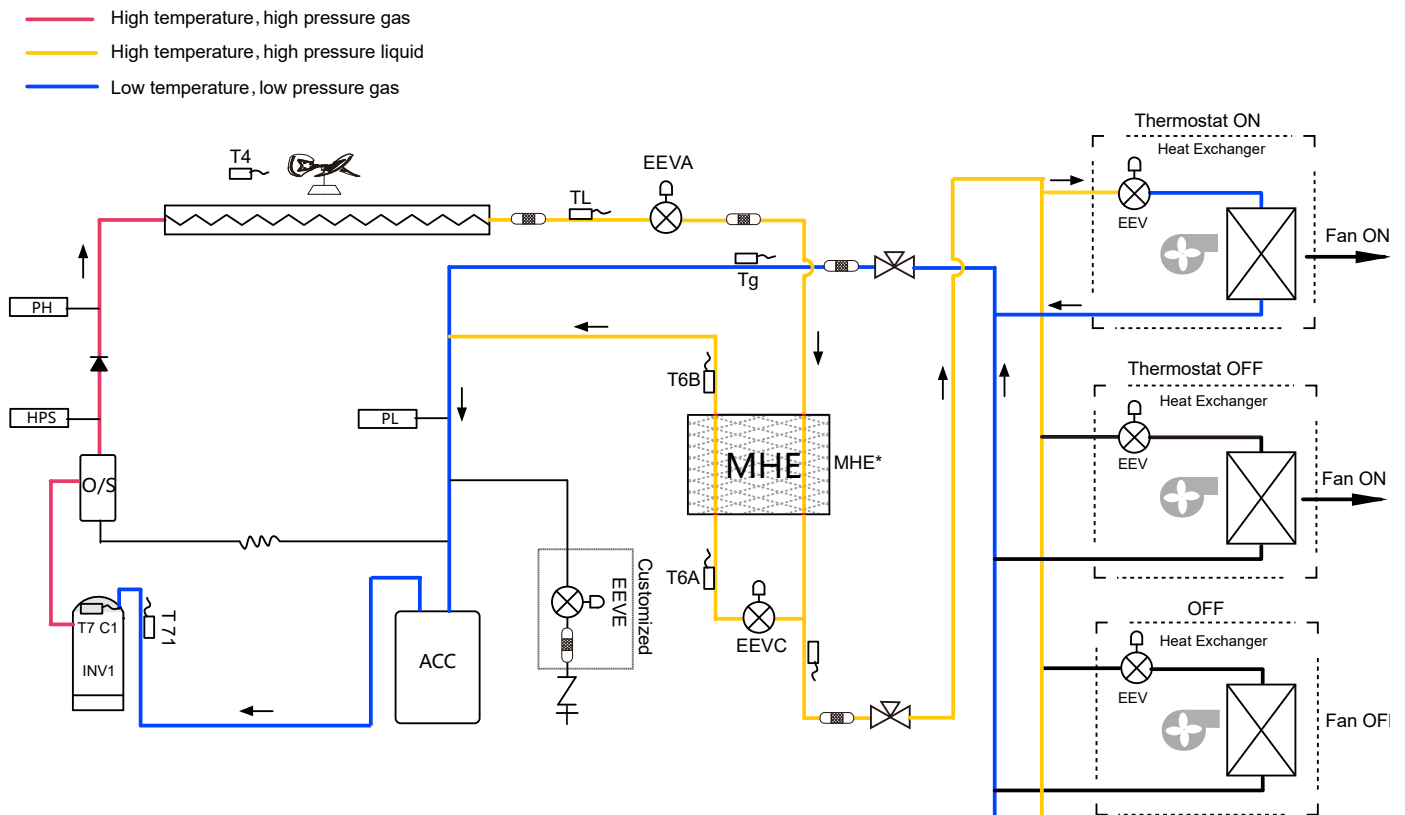 High temperature, high pressure gas
High temperature, high pressure liquid
Low temperature, low pressure gas
Thermostat ON
Heat Exchanger
T4
EEVA
TL
EEV
Fan ON
Tg
PH
Thermostat OFF
T6B
Heat Exchanger
HPS
PL
MHE
MHE*
EEV
Fan ON
O/S
T6A
Customized
EEVE
OFF
T71
T7 C1
EEVC
Heat Exchanger
ACC
INV1
EEV
Fan OF